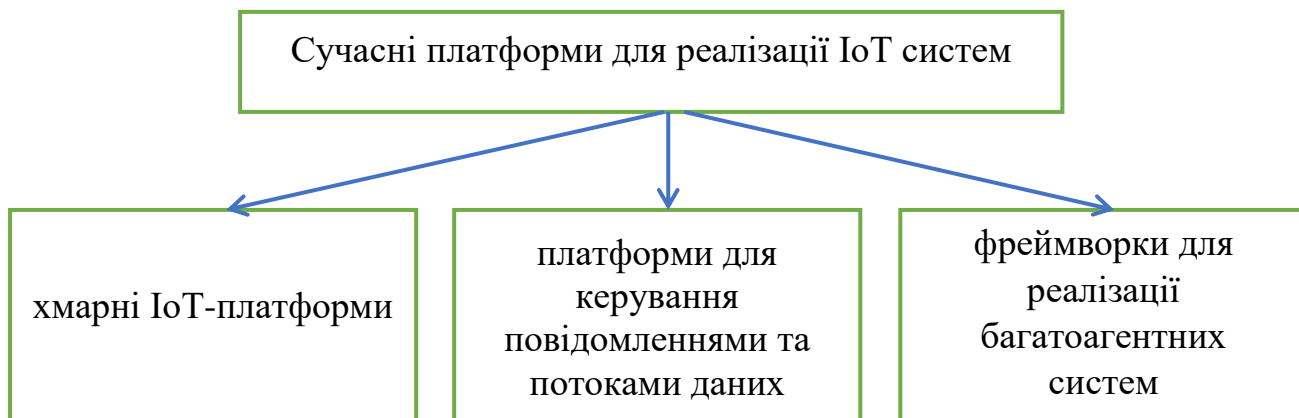 Сучасні платформи для реалізації IoT систем
хмарні IoT-платформи
платформи для
керування
повідомленнями та
потоками даних
фреймворки для
реалізації
багатоагентних
систем